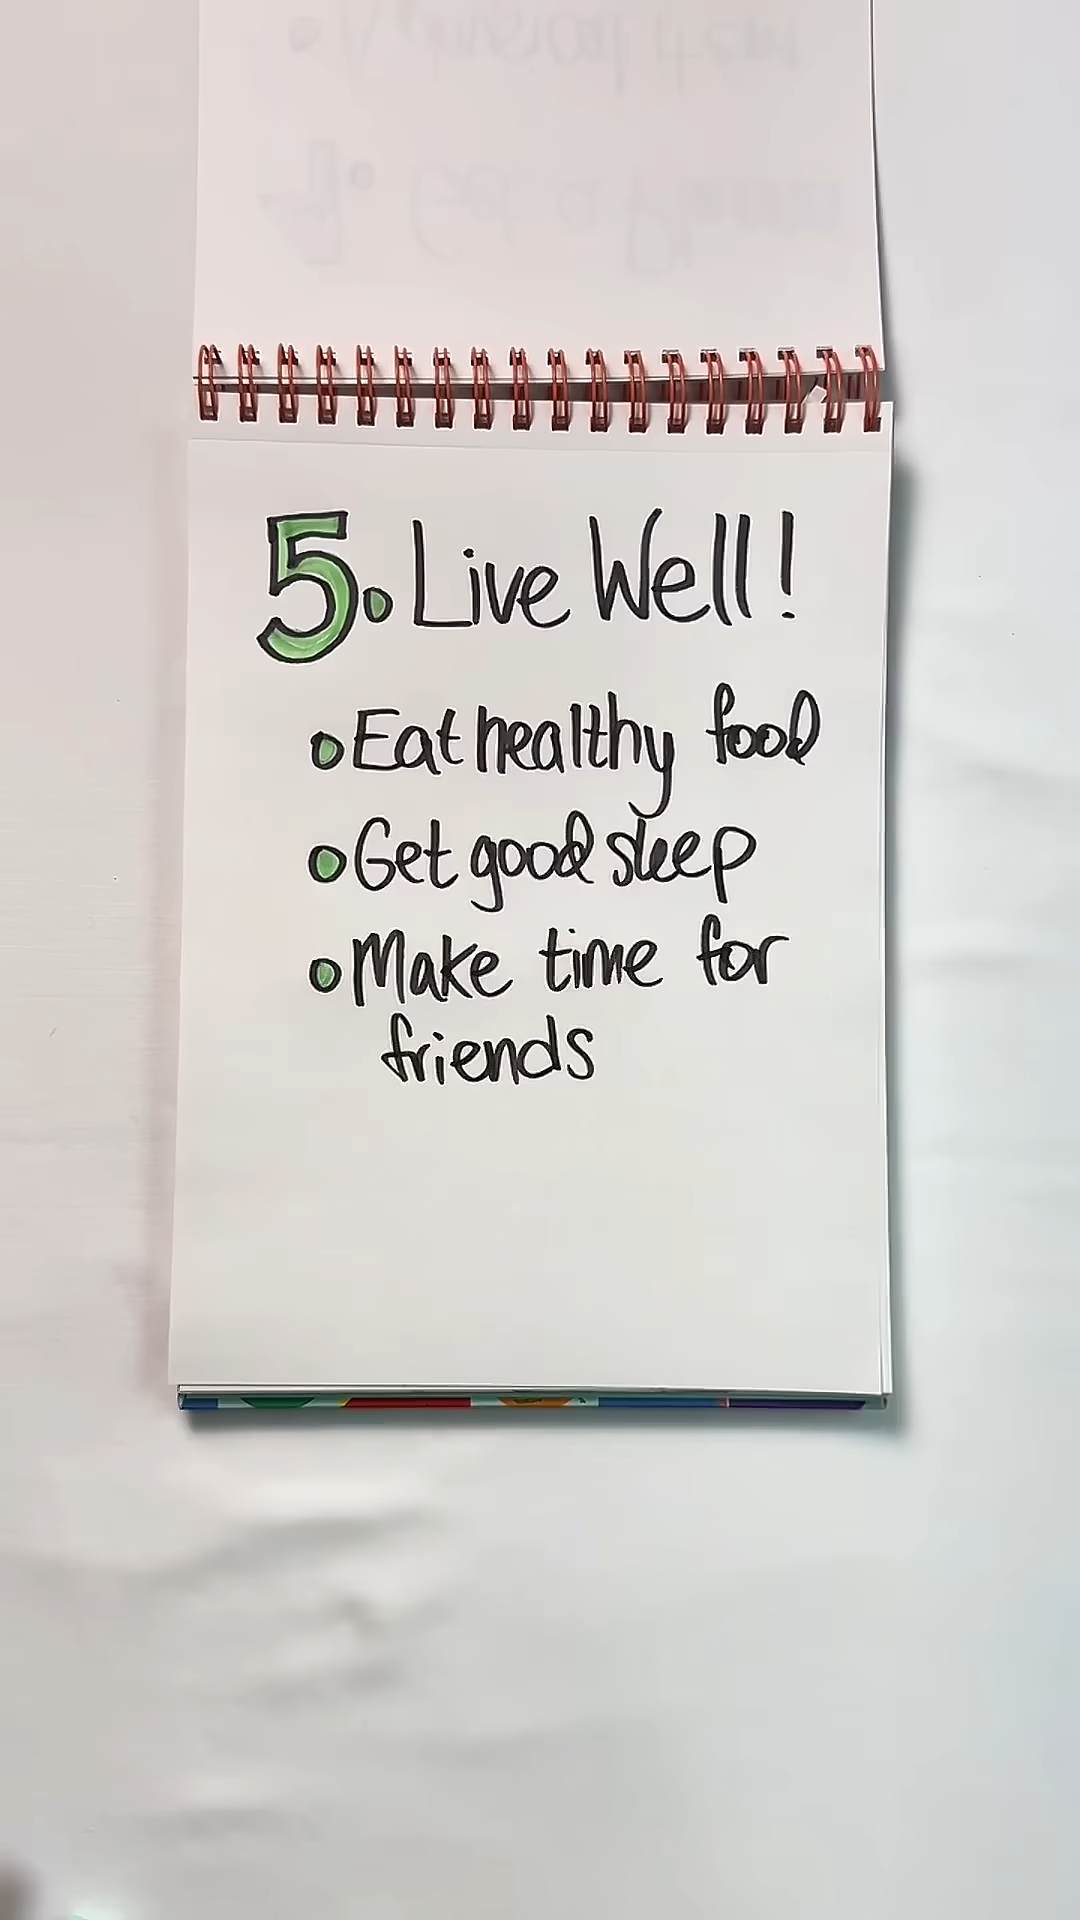 5. Live Well!
• Eat healthy food
• Get good sleep
• Make time for
friends